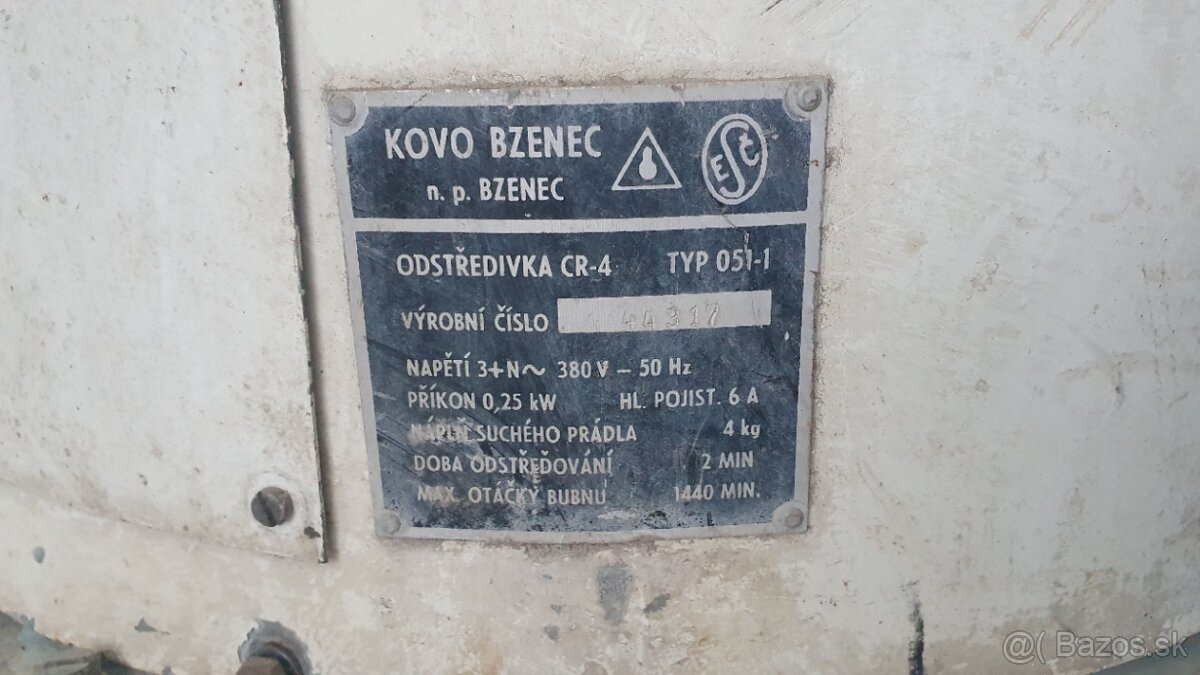 KOVO BZENEC
n. p. BZENEC
ESČ
ODSTŘEDIVKA CR-4 TYP 051-1
VÝROBNÍ ČÍSLO 44317
NAPĚTÍ 3+N~ 380 V – 50 Hz
PŘÍKON 0,25 kW HL. POJIST. 6 A
NÁPLŇ SUCHÉHO PRÁDLA 4 kg
DOBA ODSTŘEĎOVÁNÍ 2 MIN
MAX. OTÁČKY BUBNU 1440 MIN.
Bazos.sk